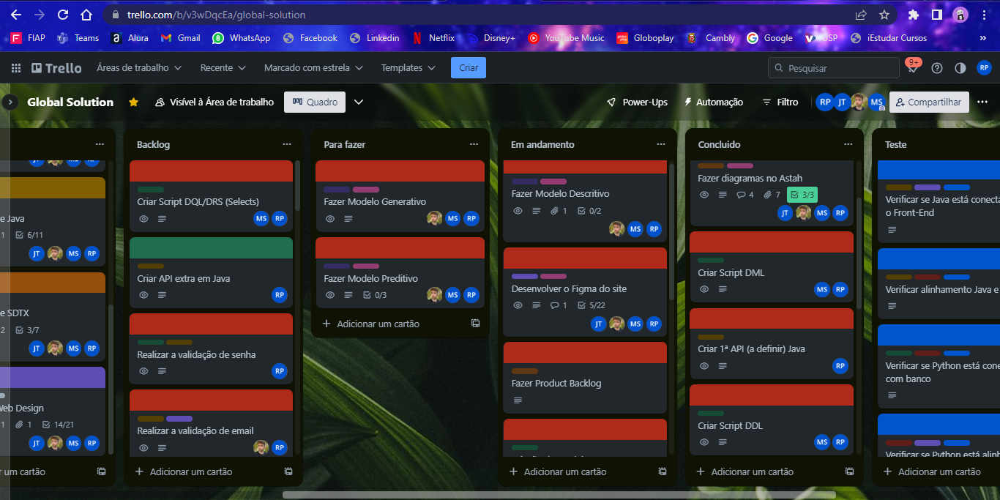 trello.com/b/v3wDqcEa/global-solution
FIAP
Teams
Alura
Gmail
WhatsApp
Facebook
Linkedin
Netflix
Disney+
YouTube Music
Globoplay
Cambly
Google
USP
iEstudar Cursos
»
Trello
Áreas de trabalho
Recente
Marcado com estrela
Templates
Criar
Pesquisar
9+
RP
Global Solution
Visível à Área de trabalho
Quadro
Power-Ups
Automação
Filtro
RP JT MS
Compartilhar
e Java
1 6/11
JT MS RP
e SDTX
2 3/7
JT MS RP
Web Design
1 1 14/21
JT MS RP
r um cartão
Backlog
Criar Script DQL/DRS (Selects)
MS RP
Criar API extra em Java
RP
Realizar a validação de senha
RP
Realizar a validação de email
RP
Adicionar um cartão
Para fazer
Fazer Modelo Generativo
MS RP
Fazer Modelo Preditivo
0/3
MS RP
Adicionar um cartão
Em andamento
Fazer Modelo Descritivo
1 0/2
MS RP
Desenvolver o Figma do site
1 5/22
JT MS RP
Fazer Product Backlog
Adicionar um cartão
Concluido
Fazer diagramas no Astah
4 7 3/3
JT MS RP
Criar Script DML
MS RP
Criar 1ª API (a definir) Java
RP
Criar Script DDL
MS RP
Adicionar um cartão
Teste
Verificar se Java está conecta
o Front-End
Verificar alinhamento Java e
Verificar se Python está cone
com banco
Verificar se Python está alinh
Adicionar um cartão